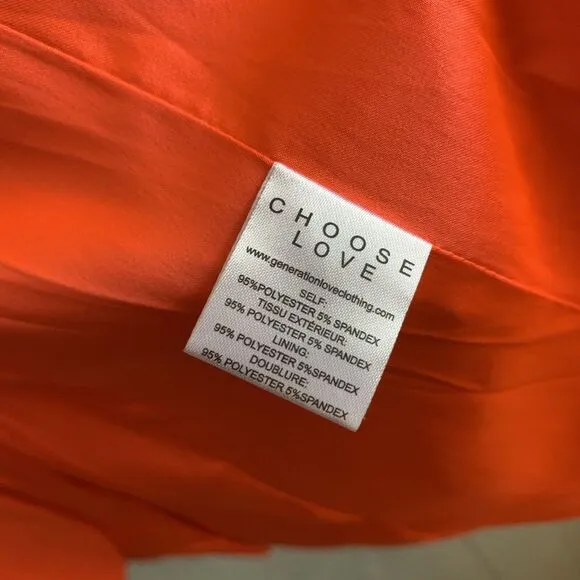 CHOOSE
LOVE
www.generationloveclothing.com
SELF:
95%POLYESTER 5% SPANDEX
TISSU EXTÉRIEUR:
95% POLYESTER 5% SPANDEX
LINING:
95% POLYESTER 5%SPANDEX
DOUBLURE:
95% POLYESTER 5%SPANDEX